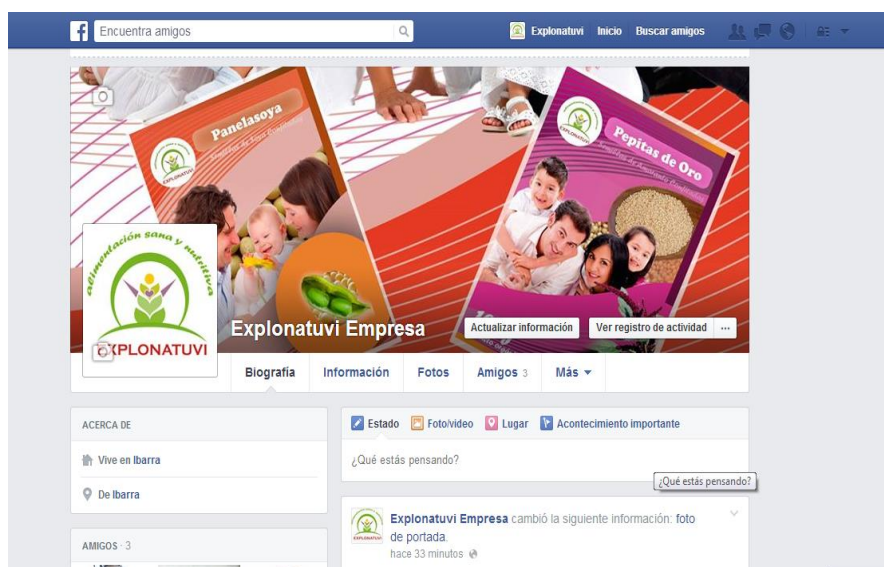 Encuentra amigos
Explonatuvi Inicio Buscar amigos
Panelasoya
EXPLONATUVI
EXPLONATUVI
Pepitas de Oro
alimentación sana y nutritiva
EXPLONATUVI
Explonatuvi Empresa
Actualizar información
Ver registro de actividad
...
Biografía Información Fotos Amigos 3 Más
ACERCA DE
Vive en Ibarra
De Ibarra
AMIGOS · 3
Estado Foto/video Lugar Acontecimiento importante
¿Qué estás pensando?
¿Qué estás pensando?
EXPLONATUVI
Explonatuvi Empresa cambió la siguiente información: foto
de portada.
hace 33 minutos